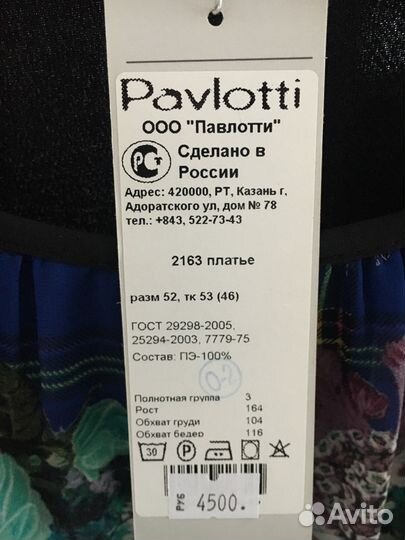 Pavlotti
ООО "Павлотти"
Сделано в
России
Адрес: 420000, РТ, Казань г,
Адоратского ул, дом № 78
тел.: +843, 522-73-43
2163 платье
разм 52, тк 53 (46)
ГОСТ 29298-2005,
25294-2003, 7779-75
Состав: ПЭ-100%
0-2
Полнотная группа 3
Рост 164
Обхват груди 104
Обхват бедер 116
30 P
РУБ 4500.
Avito